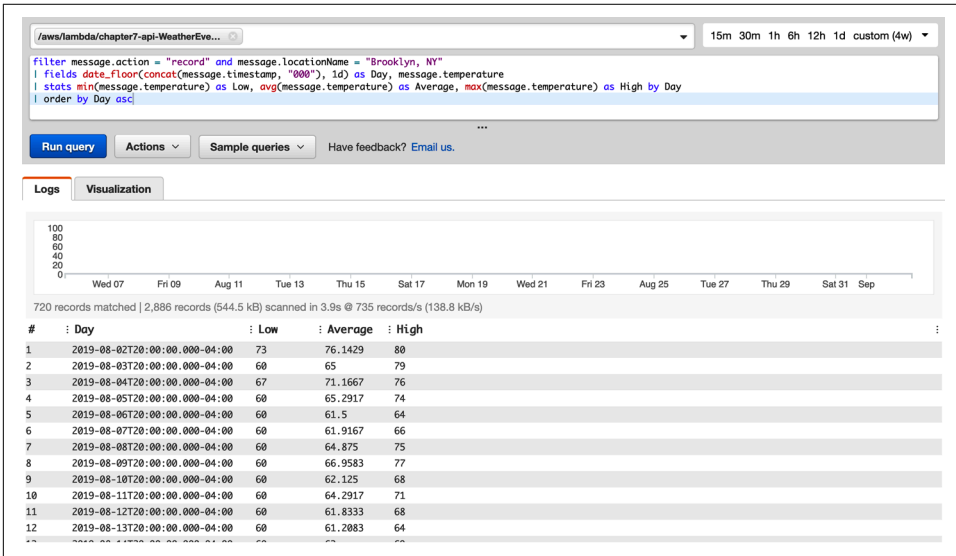 /aws/lambda/chapter7-api-WeatherEve...
15m 30m 1h 6h 12h 1d custom (4w)
filter message.action = "record" and message.locationName = "Brooklyn, NY"
| fields date_floor(concat(message.timestamp, "000"), 1d) as Day, message.temperature
| stats min(message.temperature) as Low, avg(message.temperature) as Average, max(message.temperature) as High by Day
| order by Day asc
Run query Actions Sample queries Have feedback? Email us.
Logs Visualization
100
80
60
40
20
0
Wed 07 Fri 09 Aug 11 Tue 13 Thu 15 Sat 17 Mon 19 Wed 21 Fri 23 Aug 25 Tue 27 Thu 29 Sat 31 Sep
720 records matched | 2,886 records (544.5 kB) scanned in 3.9s @ 735 records/s (138.8 kB/s)
# : Day : Low : Average : High :
1 2019-08-02T20:00:00.000-04:00 73 76.1429 80
2 2019-08-03T20:00:00.000-04:00 60 65 79
3 2019-08-04T20:00:00.000-04:00 67 71.1667 76
4 2019-08-05T20:00:00.000-04:00 60 65.2917 74
5 2019-08-06T20:00:00.000-04:00 60 61.5 64
6 2019-08-07T20:00:00.000-04:00 60 61.9167 66
7 2019-08-08T20:00:00.000-04:00 60 64.875 75
8 2019-08-09T20:00:00.000-04:00 60 66.9583 77
9 2019-08-10T20:00:00.000-04:00 60 62.125 68
10 2019-08-11T20:00:00.000-04:00 60 64.2917 71
11 2019-08-12T20:00:00.000-04:00 60 61.8333 68
12 2019-08-13T20:00:00.000-04:00 60 61.2083 64